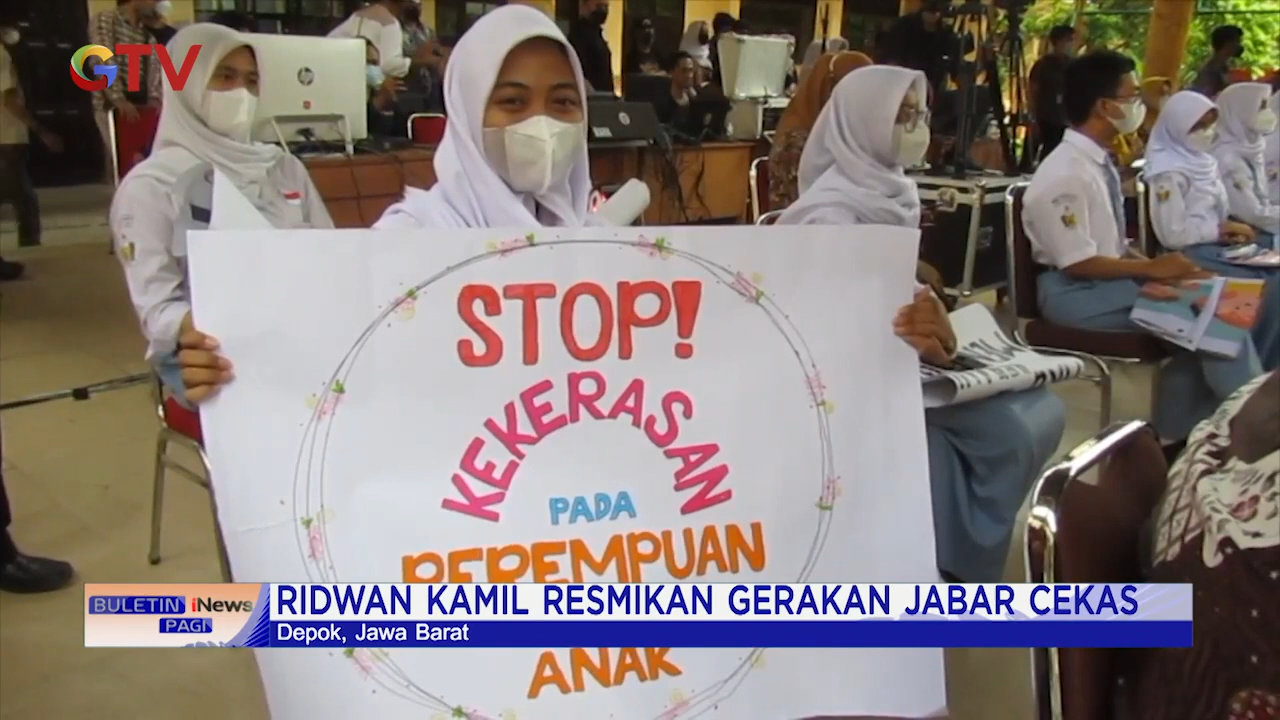 GTV
hp
STOP!
KEKERASAN
PADA
PEREMPUAN
ANAK
BULETIN iNews
PAGI
RIDWAN KAMIL RESMIKAN GERAKAN JABAR CEKAS
Depok, Jawa Barat